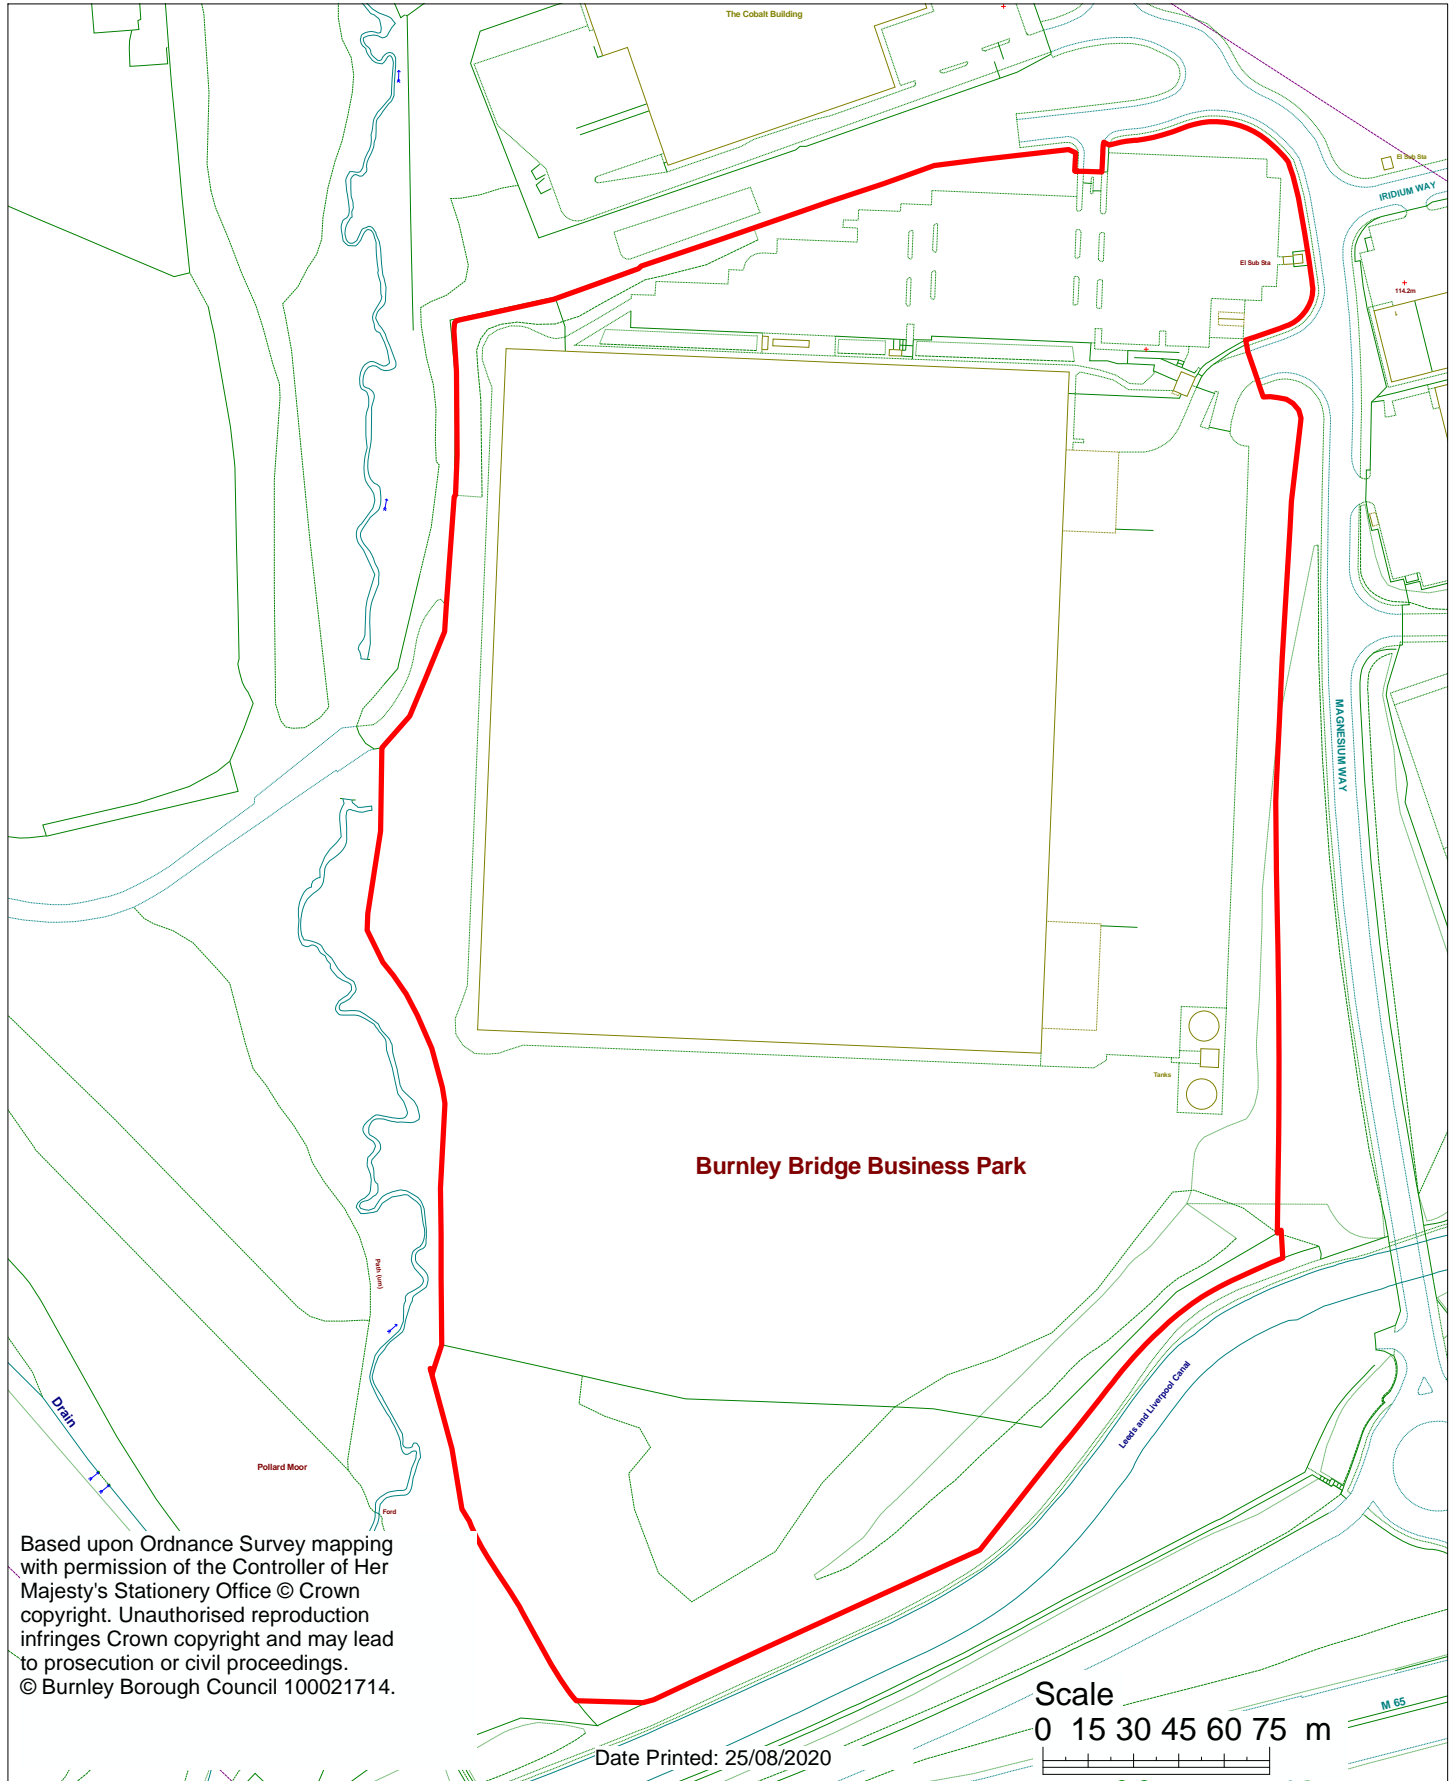 The Cobalt Building
El Sub Sta
IRIDIUM WAY
El Sub Sta
114.2m
1
MAGNESIUM WAY
Tanks
Burnley Bridge Business Park
Path (um)
Leeds and Liverpool Canal
Drain
Pollard Moor
Ford
Based upon Ordnance Survey mapping
with permission of the Controller of Her
Majesty's Stationery Office © Crown
copyright. Unauthorised reproduction
infringes Crown copyright and may lead
to prosecution or civil proceedings.
© Burnley Borough Council 100021714.
Scale
0 15 30 45 60 75 m
M 65
Date Printed: 25/08/2020